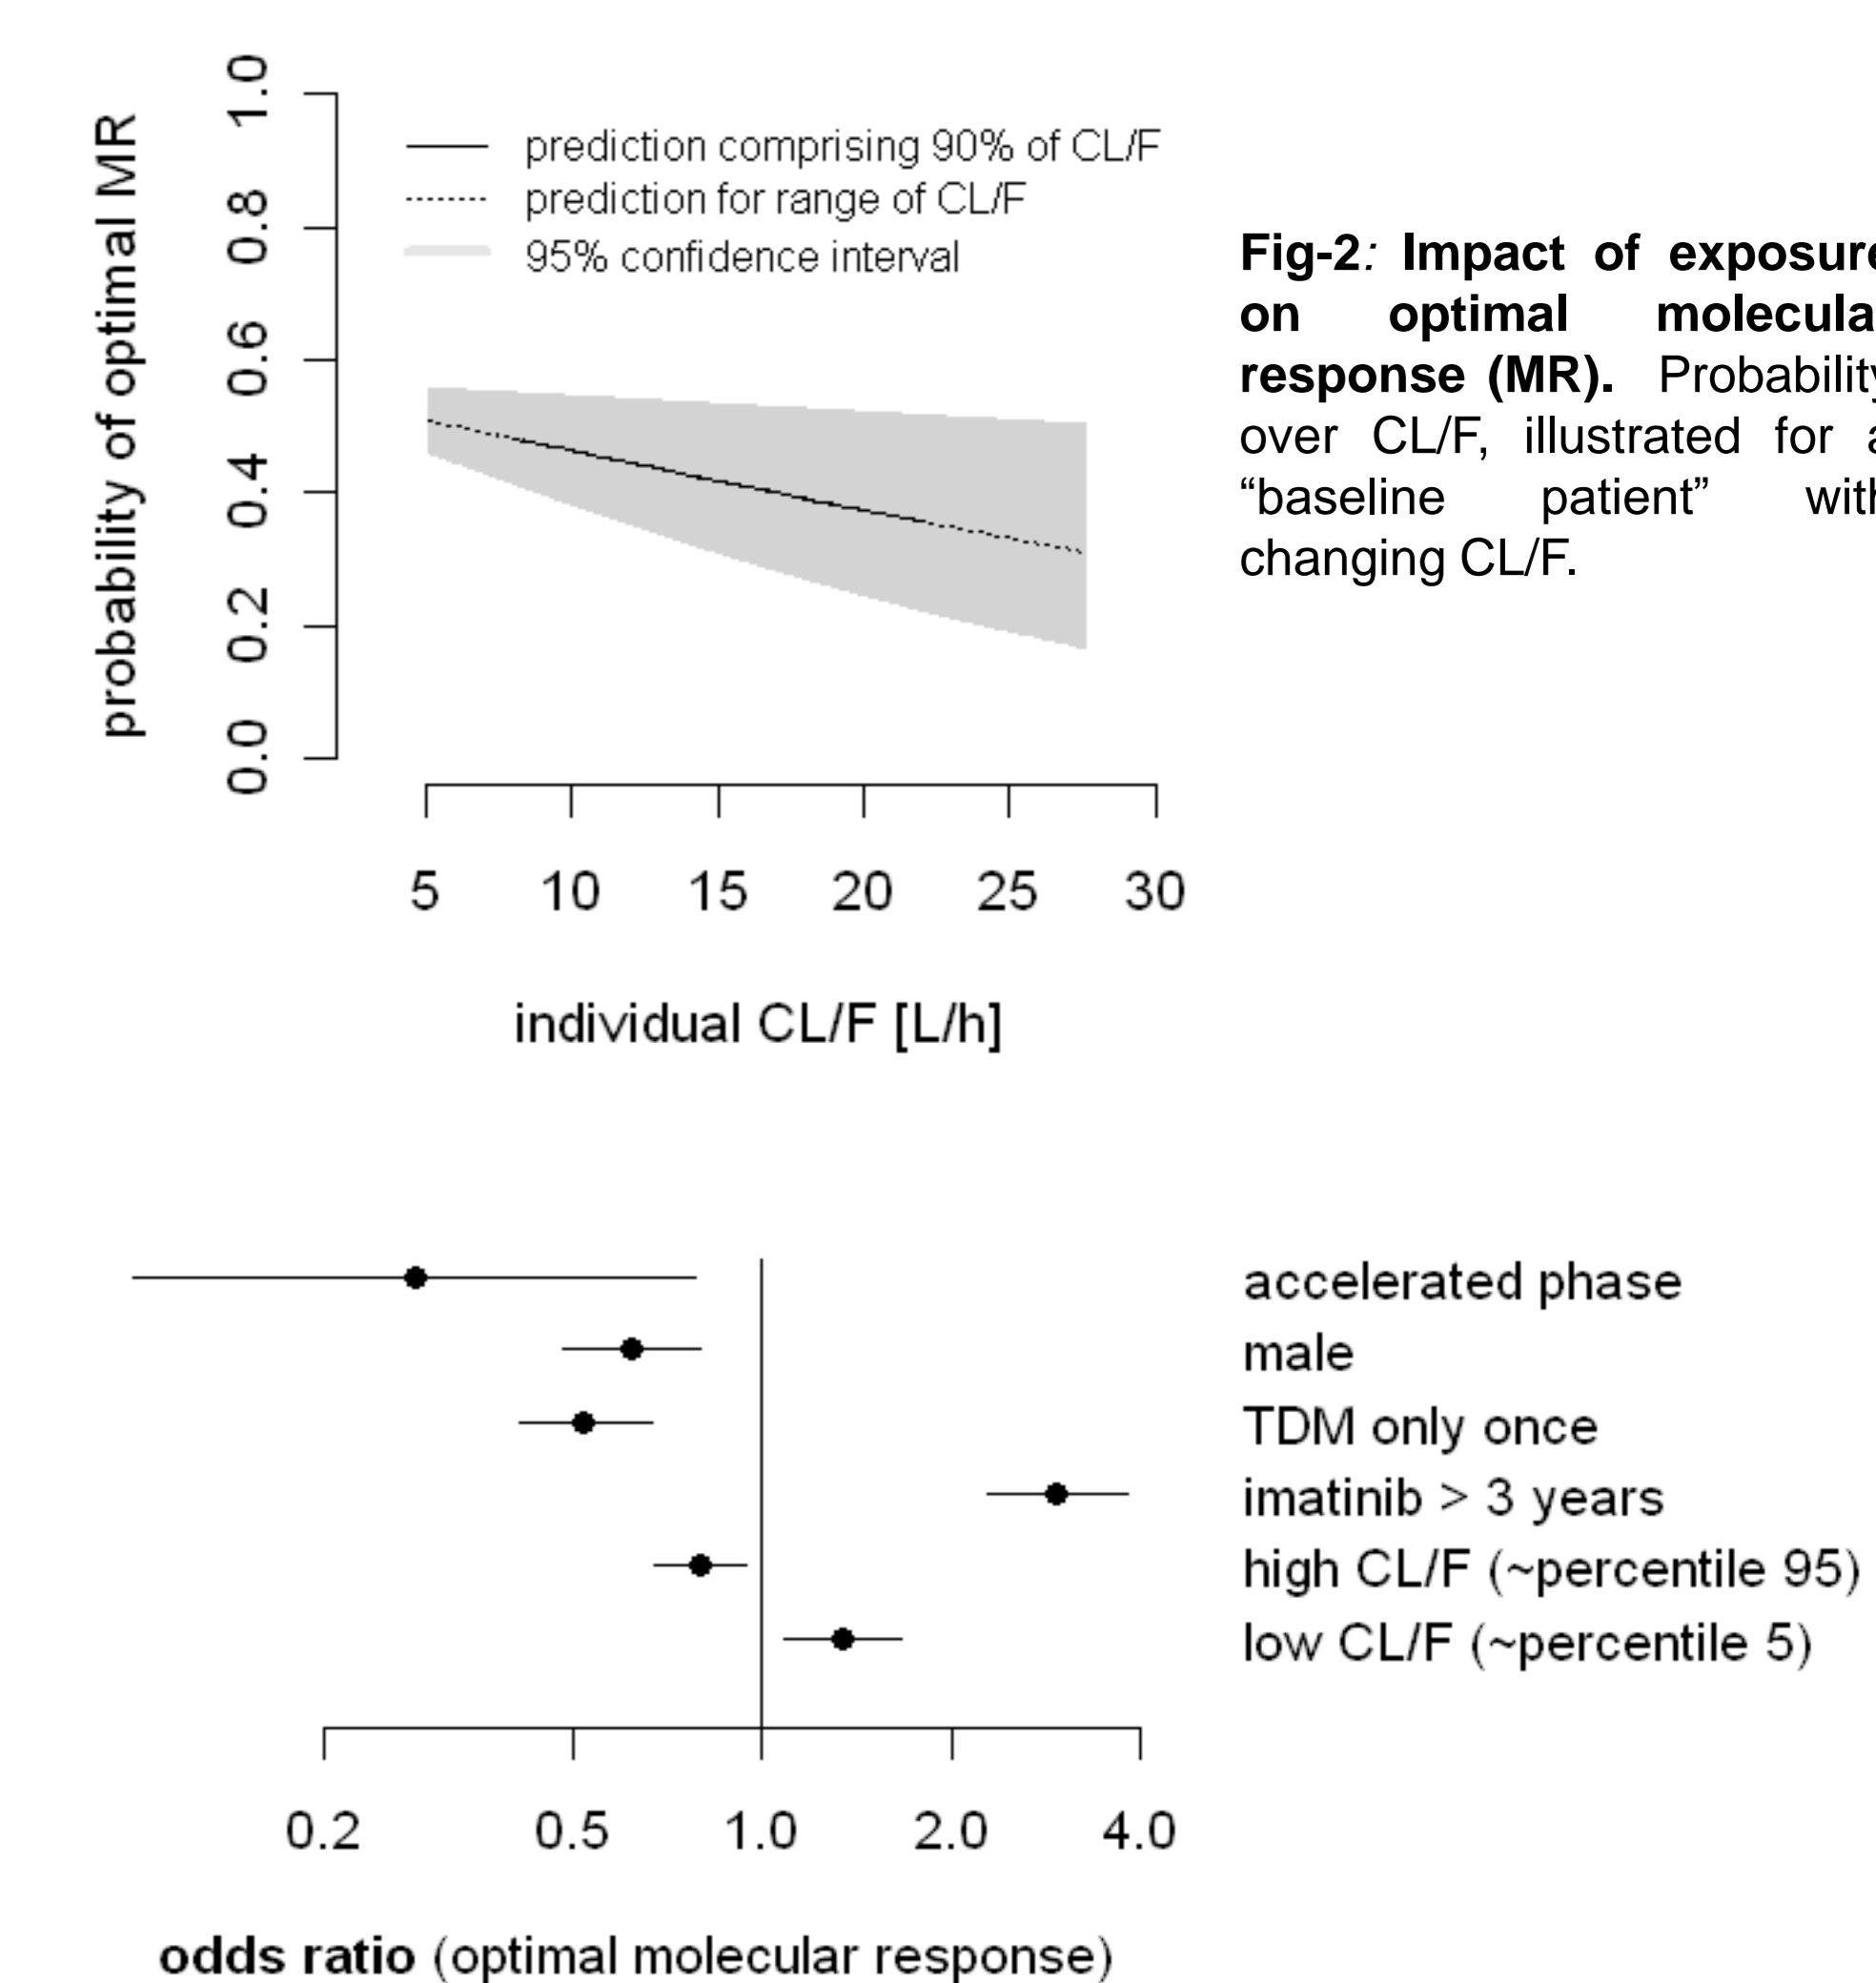 probability of optimal MR
1.0
0.8
0.6
0.4
0.2
0.0
prediction comprising 90% of CL/F
prediction for range of CL/F
95% confidence interval
5 10 15 20 25 30
individual CL/F [L/h]
Fig-2: Impact of exposure
on optimal molecula
response (MR). Probability
over CL/F, illustrated for a
“baseline patient” with
changing CL/F.
accelerated phase
male
TDM only once
imatinib > 3 years
high CL/F (~percentile 95)
low CL/F (~percentile 5)
0.2 0.5 1.0 2.0 4.0
odds ratio (optimal molecular response)